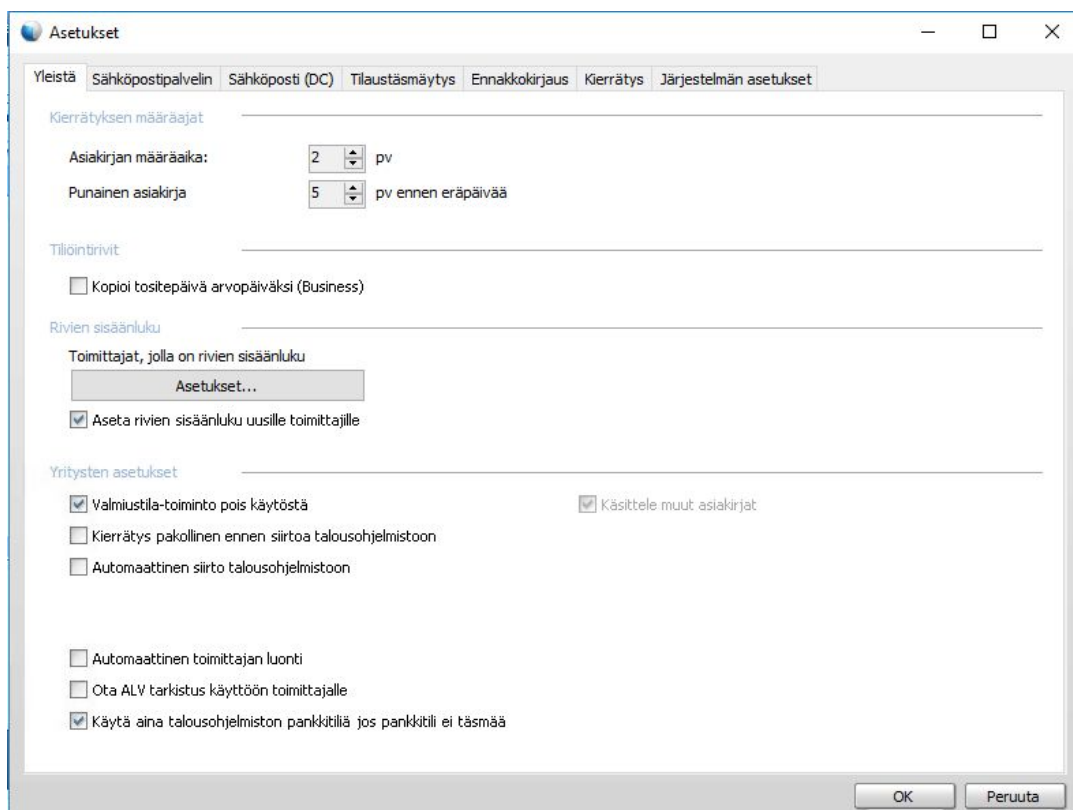 Asetukset
Yleistä Sähköpostipalvelin Sähköposti (DC) Tilaustäsmäytys Ennakkokirjaus Kierrätys Järjestelmän asetukset
Kierrätyksen määräajat
Asiakirjan määräaika: 2 pv
Punainen asiakirja 5 pv ennen eräpäivää
Tiliöintirivit
Kopioi tositepäivä arvopäiväksi (Business)
Rivien sisäänluku
Toimittajat, jolla on rivien sisäänluku
Asetukset...
Aseta rivien sisäänluku uusille toimittajille
Yritysten asetukset
Valmiustila-toiminto pois käytöstä Käsittele muut asiakirjat
Kierrätys pakollinen ennen siirtoa talousohjelmistoon
Automaattinen siirto talousohjelmistoon
Automaattinen toimittajan luonti
Ota ALV tarkistus käyttöön toimittajalle
Käytä aina talousohjelmiston pankkitiliä jos pankkitili ei täsmää
OK Peruuta